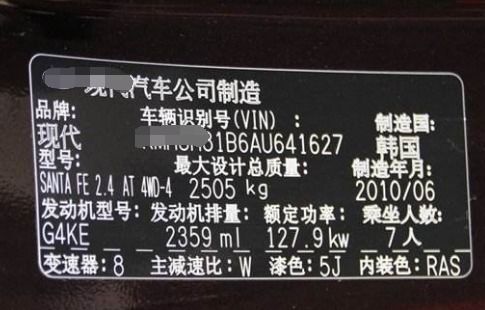 现代汽车公司制造
品牌: 车辆识别号(VIN) : 制造国:
现代 81B6AU641627 韩国
型号: 最大设计总质量: 制造年月:
SANTA FE 2.4 AT 4WD-4 2505 kg 2010/06
发动机型号: 发动机排量: 额定功率: 乘坐人数:
G4KE 2359 ml 127.9 kw 7人
变速器: 8 主减速比: W 漆色: 5J 内装色: RAS